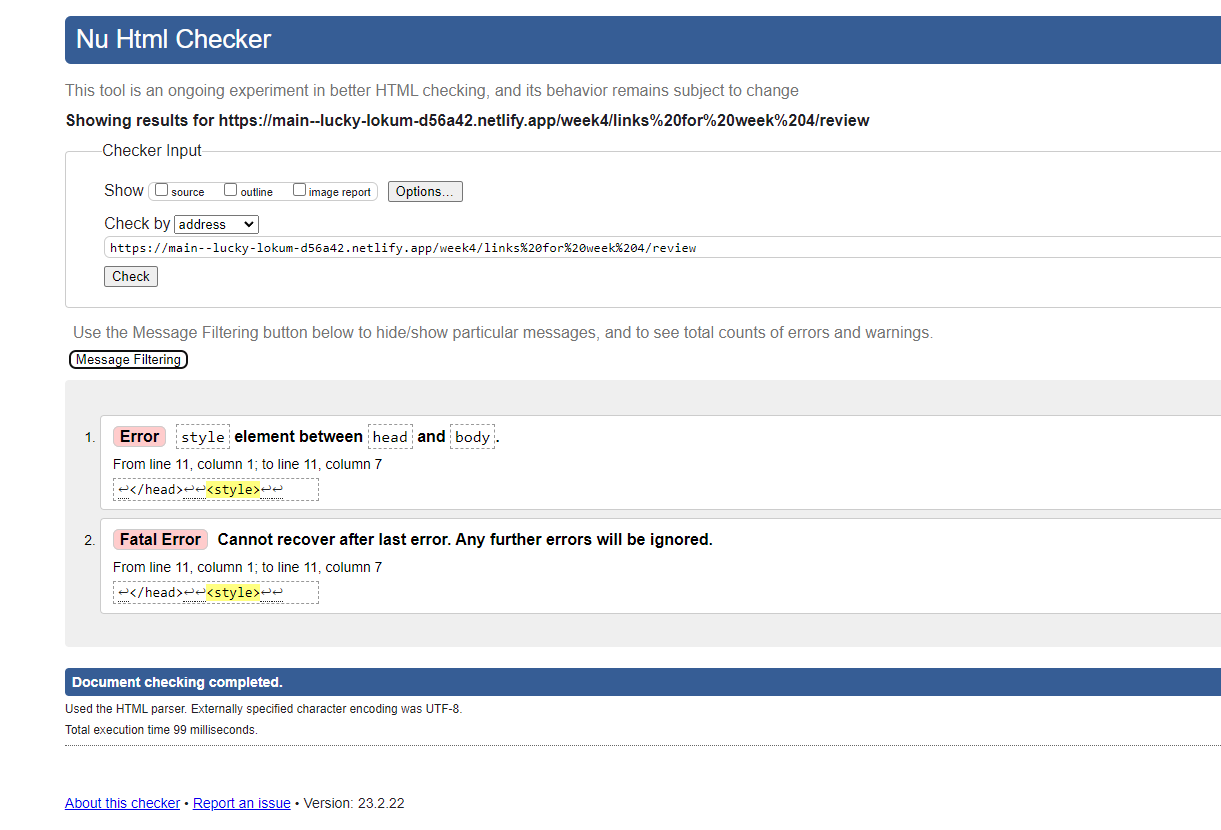 Nu Html Checker
This tool is an ongoing experiment in better HTML checking, and its behavior remains subject to change
Showing results for https://main--lucky-lokum-d56a42.netlify.app/week4/links%20for%20week%204/review
Checker Input
Show source outline image report Options...
Check by address
https://main--lucky-lokum-d56a42.netlify.app/week4/links%20for%20week%204/review
Check
Use the Message Filtering button below to hide/show particular messages, and to see total counts of errors and warnings.
Message Filtering
1. Error style element between head and body.
From line 11, column 1; to line 11, column 7
↩</head>↩↩<style>↩↩
2. Fatal Error Cannot recover after last error. Any further errors will be ignored.
From line 11, column 1; to line 11, column 7
↩</head>↩↩<style>↩↩
Document checking completed.
Used the HTML parser. Externally specified character encoding was UTF-8.
Total execution time 99 milliseconds.
About this checker • Report an issue • Version: 23.2.22